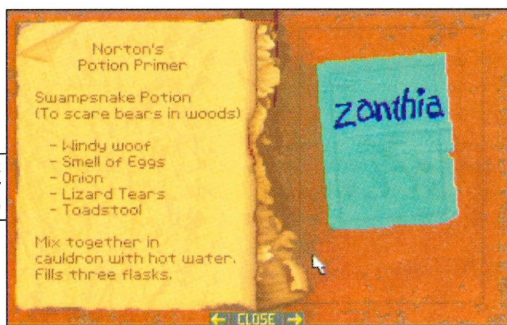 Norton's
Potion Primer
Swampsnake Potion
(To scare bears in woods)
- Windy woof
- Smell of Eggs
- Onion
- Lizard Tears
- Toadstool
Mix together in
cauldron with hot water.
Fills three flasks.
zanthia
CLOSE